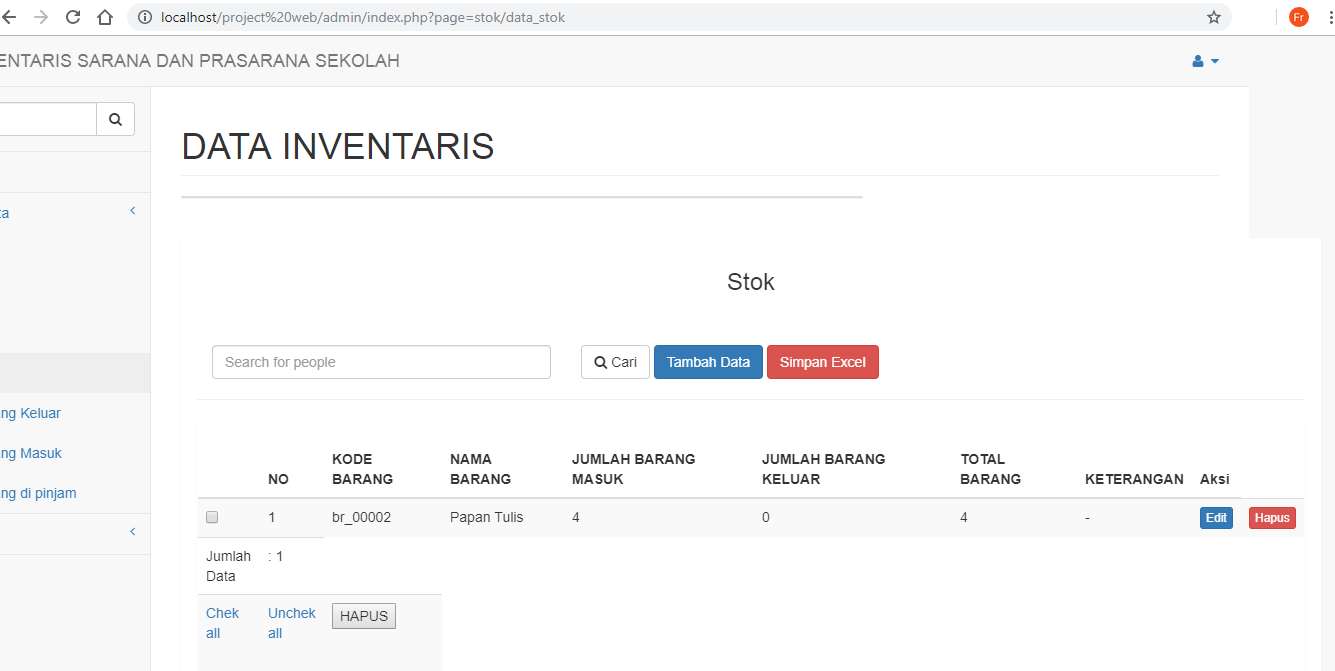 localhost/project%20web/admin/index.php?page=stok/data_stok
Fr
ENTARIS SARANA DAN PRASARANA SEKOLAH
DATA INVENTARIS
ta
Stok
Search for people
Cari
Tambah Data
Simpan Excel
ng Keluar
ng Masuk
ng di pinjam
NO
KODE BARANG
NAMA BARANG
JUMLAH BARANG MASUK
JUMLAH BARANG KELUAR
TOTAL BARANG
KETERANGAN
Aksi
1 br_00002 Papan Tulis 4 0 4 - Edit Hapus
Jumlah Data : 1
Chek all
Unchek all
HAPUS